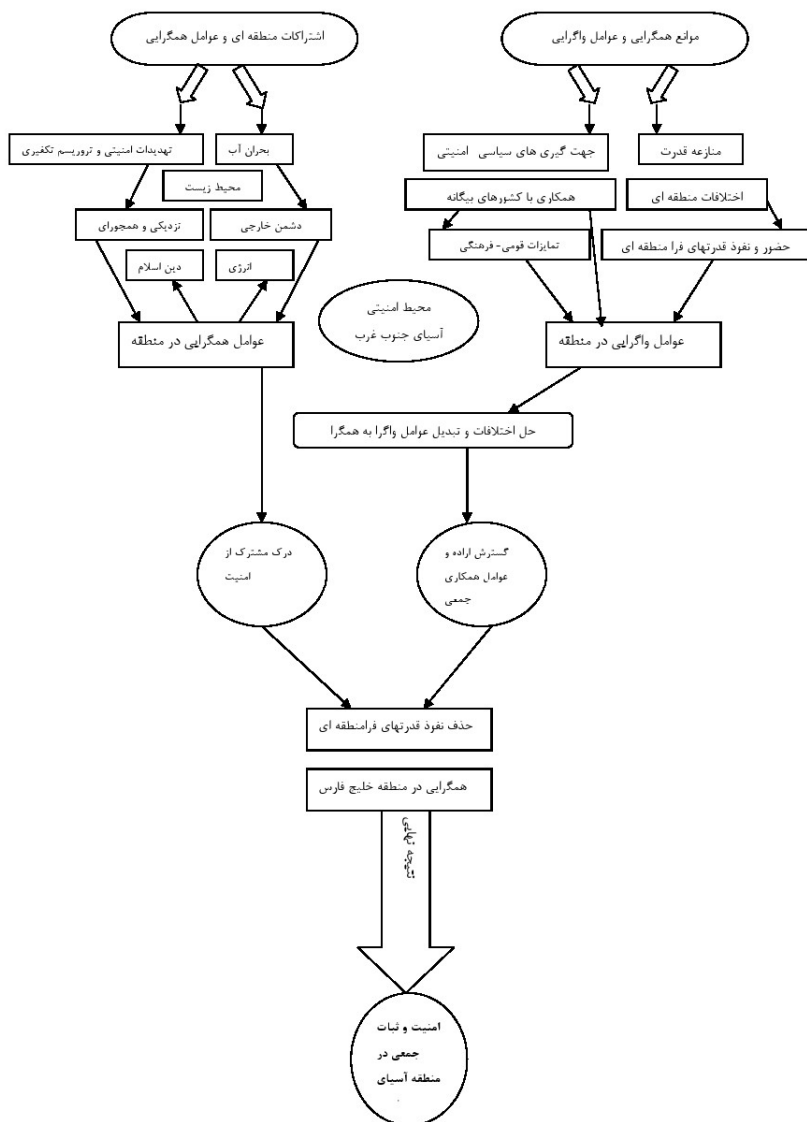 موانع همگرایی و عوامل واگرایی
اشتراکات منطقه ای و عوامل همگرایی
منازعه قدرت
جهت گیری های سیاسی - امنیتی
بحران آب
تهدیدات امنیتی و تروریسم تکفیری
اختلافات منطقه ای
همکاری با کشورهای بیگانه
محیط زیست
حضور و نفوذ قدرتهای فرا منطقه ای
تمایزات قومی- فرهنگی
دشمن خارجی
نزدیکی و همجورای
انرژی
دین اسلام
محیط امنیتی
آسیای جنوب غرب
عوامل واگرایی در منطقه
عوامل همگرایی در منطقه
حل اختلافات و تبدیل عوامل واگرا به همگرا
گسترش اراده و
عوامل همکاری
جمعی
درک مشترک از
امنیت
حذف نفوذ قدرتهای فرامنطقه ای
همگرایی در منطقه خلیج فارس
نتیجه نهایی
امنیت و ثبات
جمعی در
منطقه آسیای